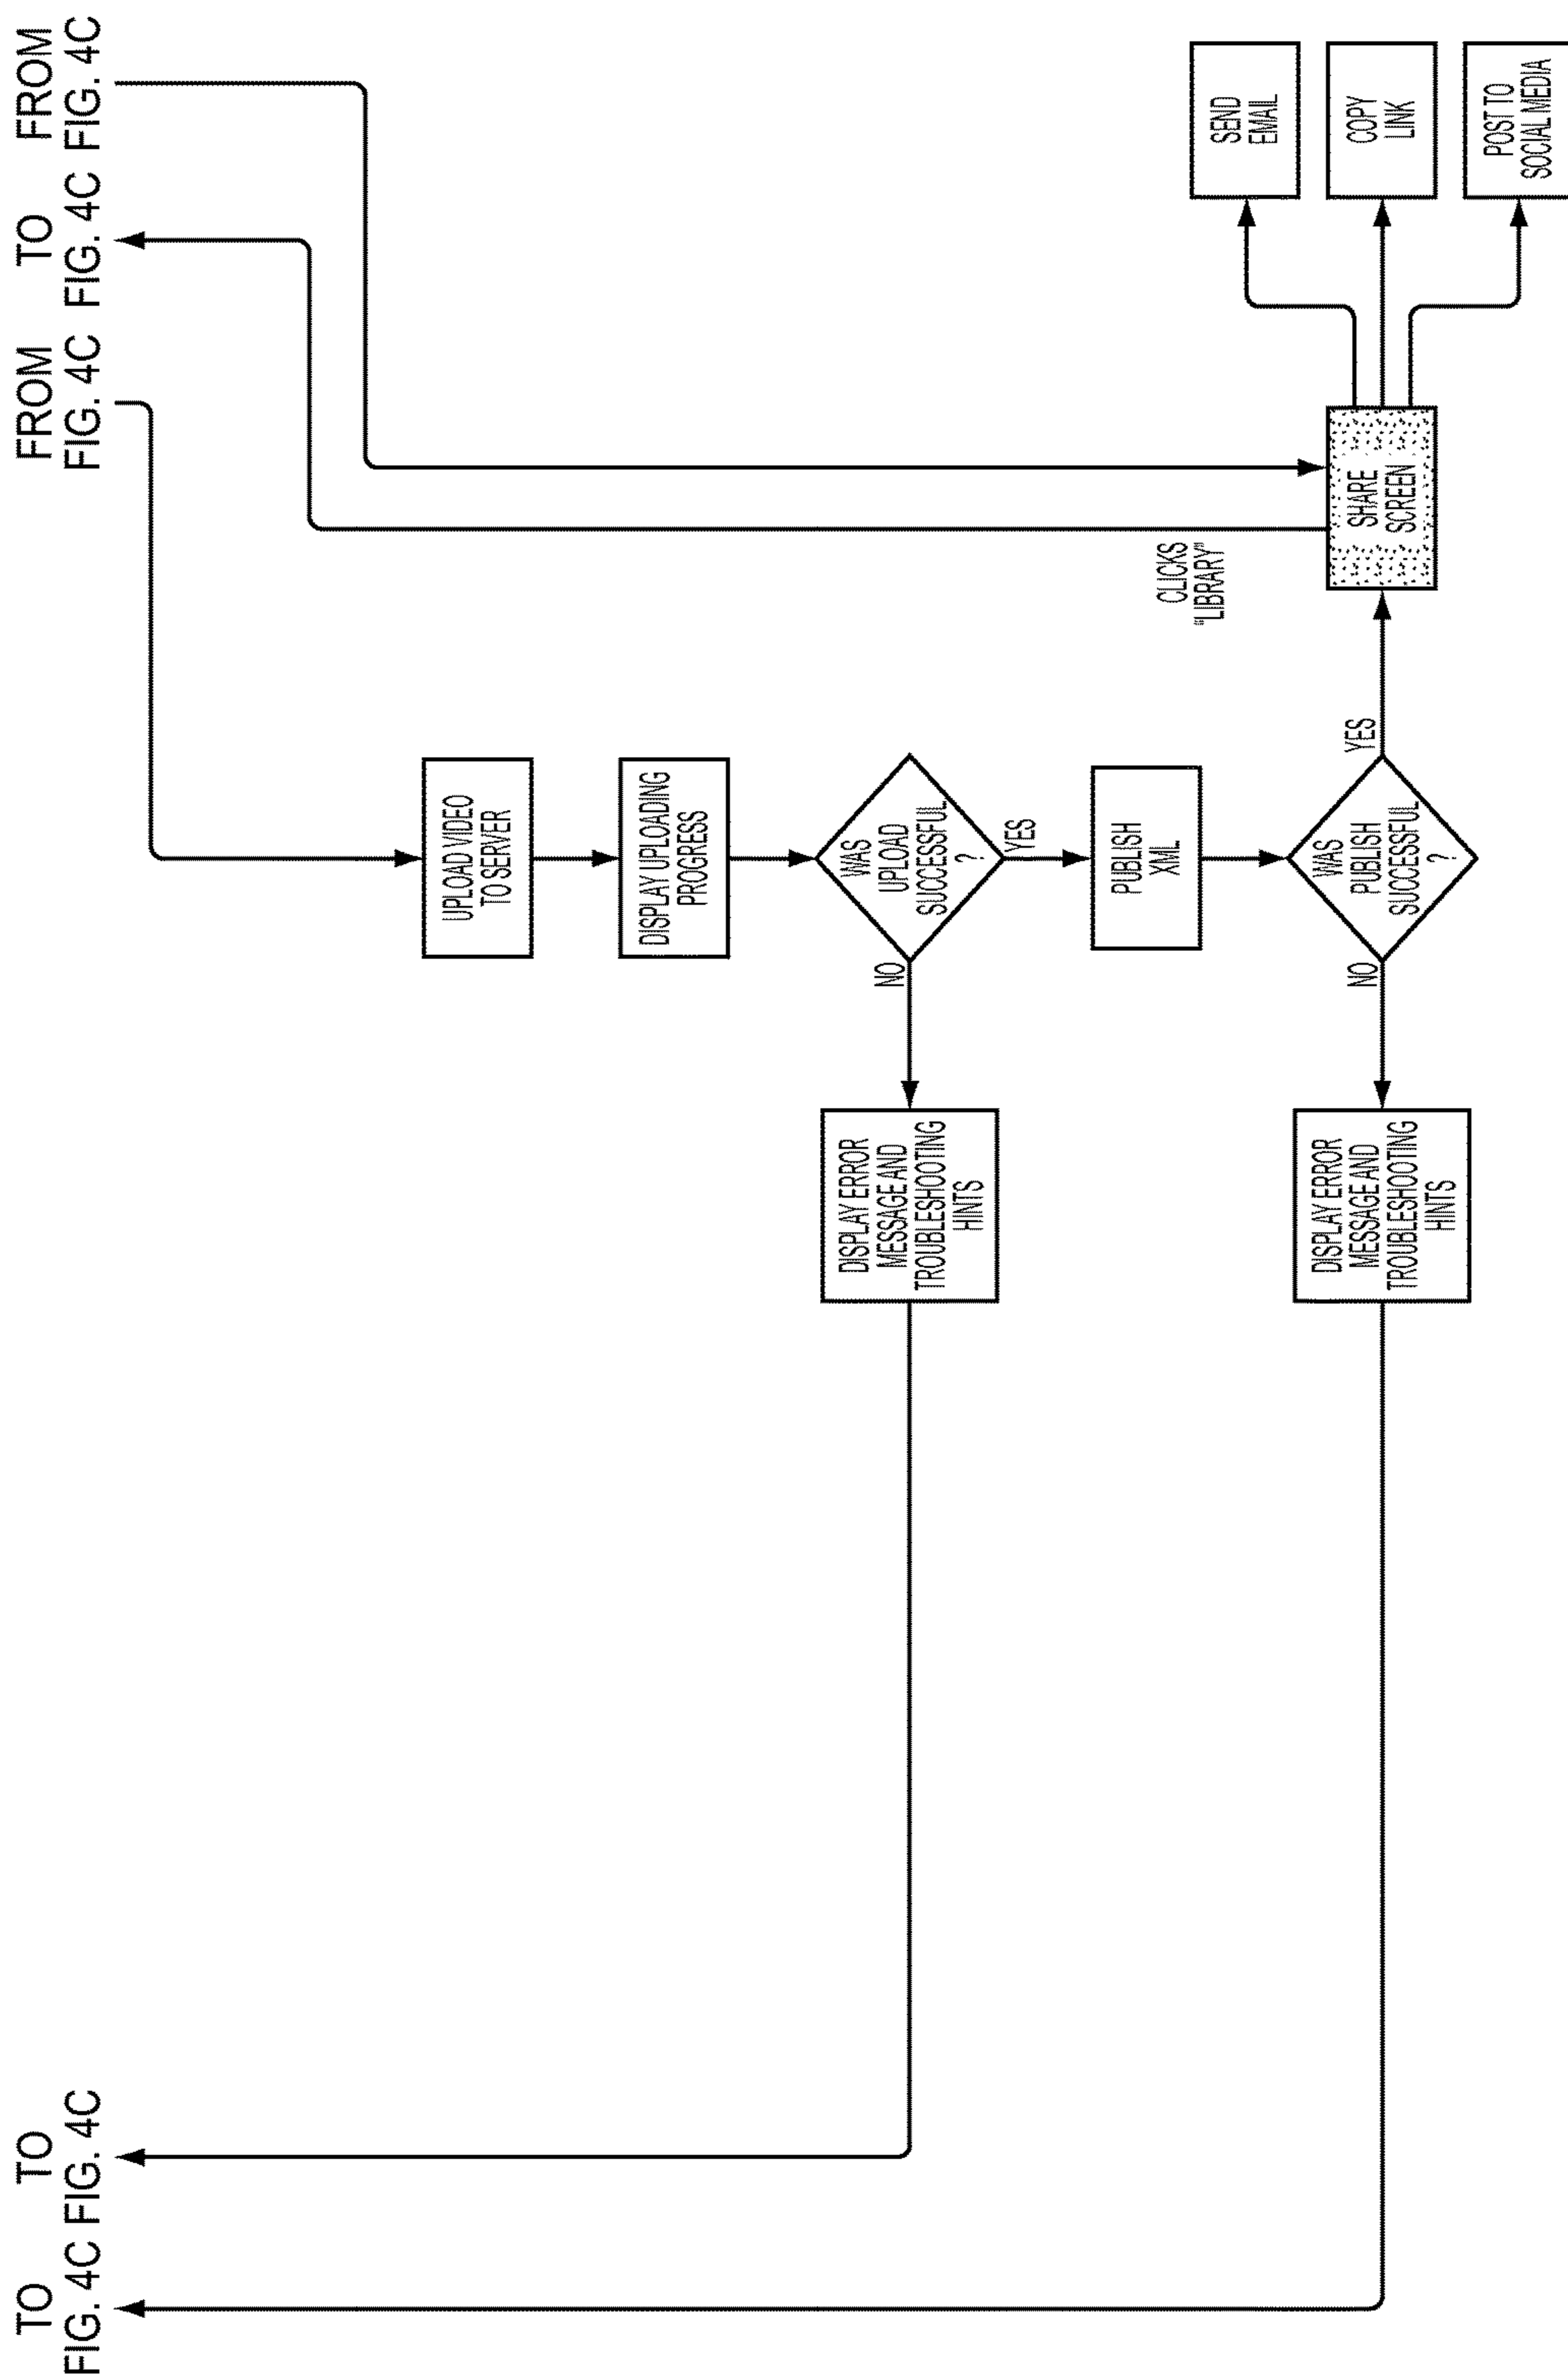 TO
FIG. 4C
TO
FIG. 4C
FROM
FIG. 4C
TO
FIG. 4C
FROM
FIG. 4C
UPLOAD VIDEO
TO SERVER
DISPLAY UPLOADING
PROGRESS
DISPLAY ERROR
MESSAGE AND
TROUBLESHOOTING
HINTS
NO
WAS
UPLOAD
SUCCESSFUL
?
YES
PUBLISH
XML
CLICKS
"LIBRARY"
DISPLAY ERROR
MESSAGE AND
TROUBLESHOOTING
HINTS
NO
WAS
PUBLISH
SUCCESSFUL
?
YES
SHARE
SCREEN
SEND
EMAIL
COPY
LINK
POST TO
SOCIAL MEDIA